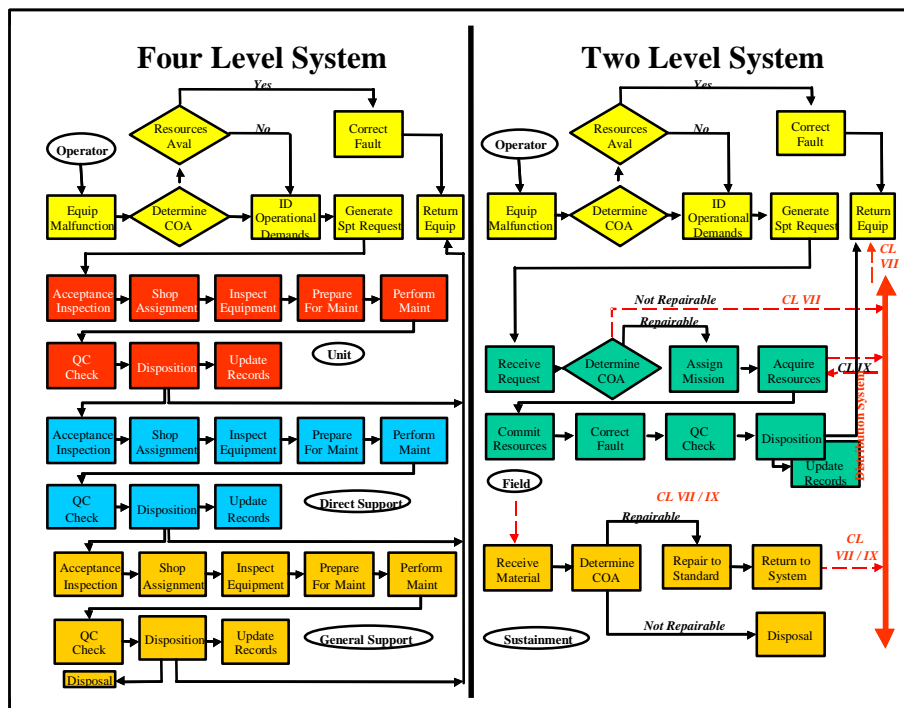 Four Level System
Yes
Resources
Aval
No
Correct
Fault
Operator
Equip
Malfunction
Determine
COA
ID
Operational
Demands
Generate
Spt Request
Return
Equip
Acceptance
Inspection
Shop
Assignment
Inspect
Equipment
Prepare
For Maint
Perform
Maint
QC
Check
Disposition
Update
Records
Unit
Acceptance
Inspection
Shop
Assignment
Inspect
Equipment
Prepare
For Maint
Perform
Maint
QC
Check
Disposition
Update
Records
Direct Support
Acceptance
Inspection
Shop
Assignment
Inspect
Equipment
Prepare
For Maint
Perform
Maint
QC
Check
Disposition
Update
Records
General Support
Disposal
Two Level System
Yes
Resources
Aval
No
Correct
Fault
Operator
Equip
Malfunction
Determine
COA
ID
Operational
Demands
Generate
Spt Request
Return
Equip
CL
VII
Not Repairable
CL VII
Repairable
Receive
Request
Determine
COA
Assign
Mission
Acquire
Resources
CL IX
Distribution System
Commit
Resources
Correct
Fault
QC
Check
Disposition
Update
Records
Field
CL VII / IX
Repairable
Receive
Material
Determine
COA
Repair to
Standard
Return to
System
CL
VII / IX
Not Repairable
Disposal
Sustainment